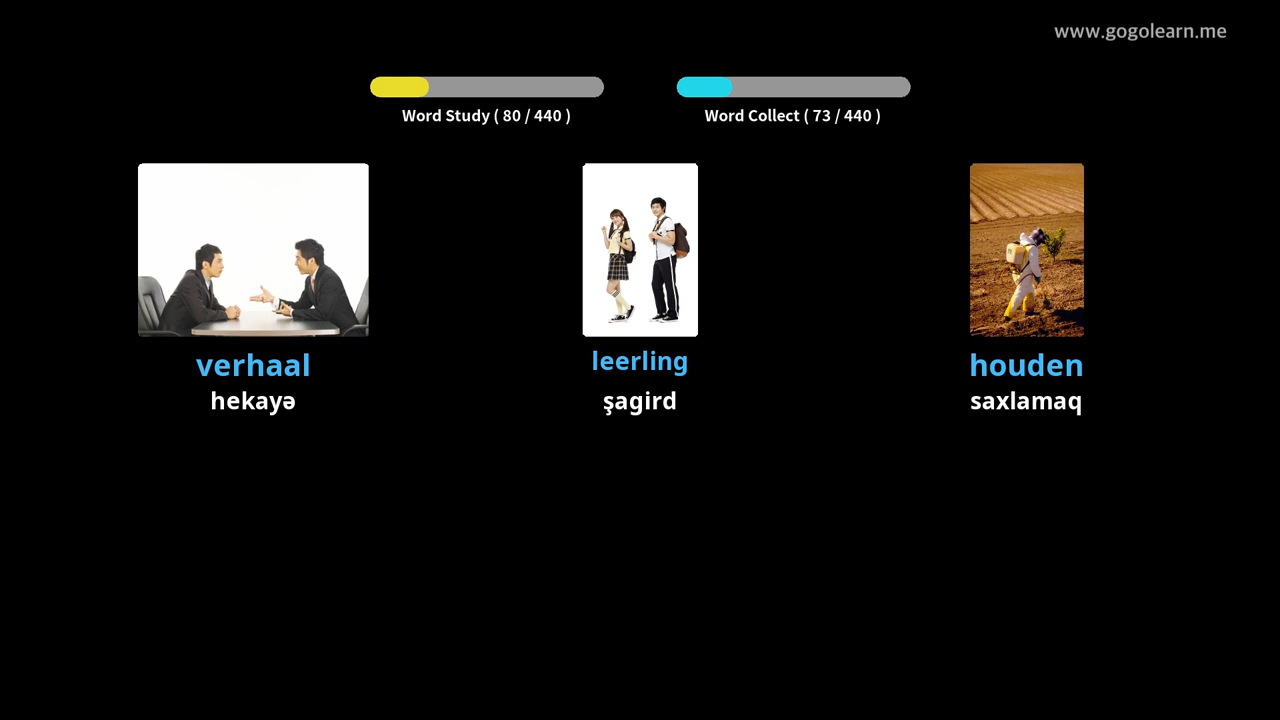 www.gogolearn.me
Word Study ( 80 / 440 )
Word Collect ( 73 / 440 )
verhaal
hekayə
leerling
şagird
houden
saxlamaq